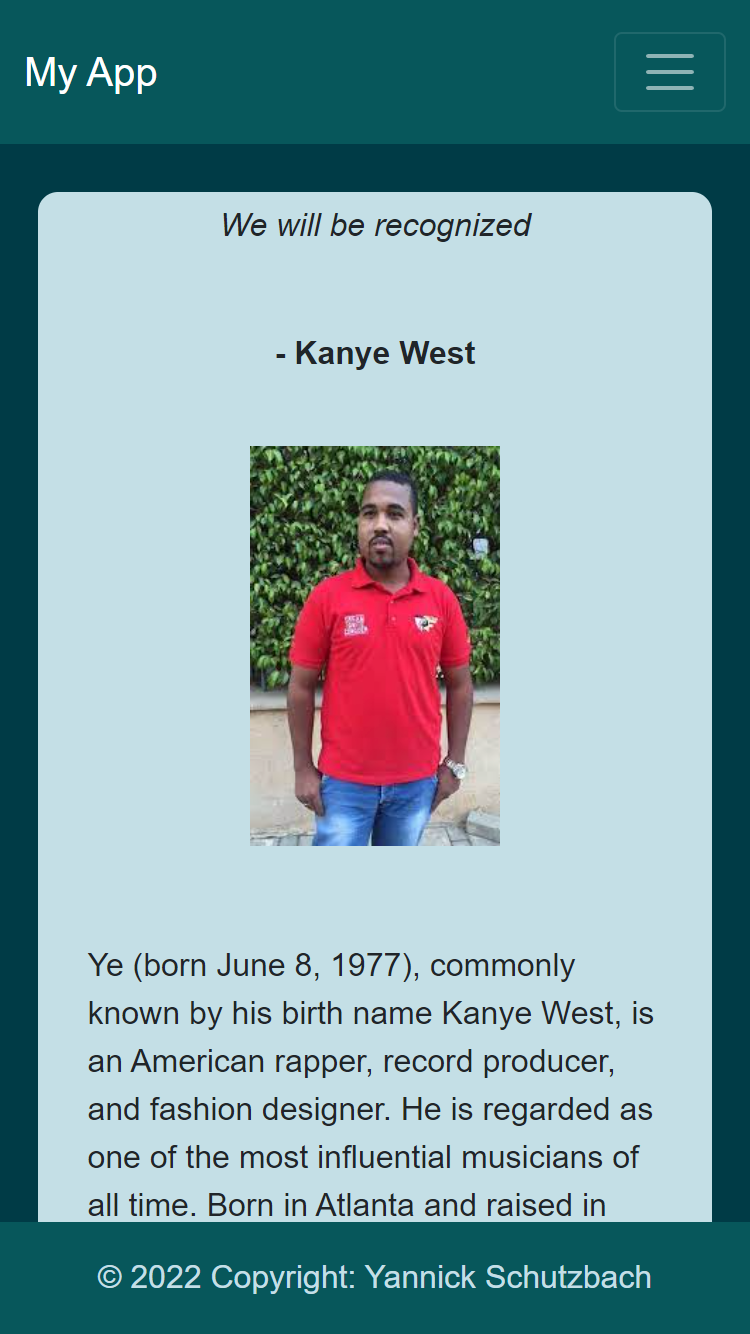 My App
We will be recognized
- Kanye West
Ye (born June 8, 1977), commonly
known by his birth name Kanye West, is
an American rapper, record producer,
and fashion designer. He is regarded as
one of the most influential musicians of
all time. Born in Atlanta and raised in
© 2022 Copyright: Yannick Schutzbach